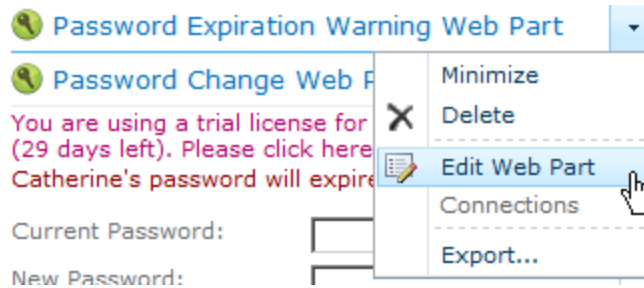 Password Expiration Warning Web Part
Password Change Web
Minimize
You are using a trial license for
Delete
(29 days left). Please click here
Edit Web Part
Catherine's password will expire
Connections
Current Password:
Export...
New Password: